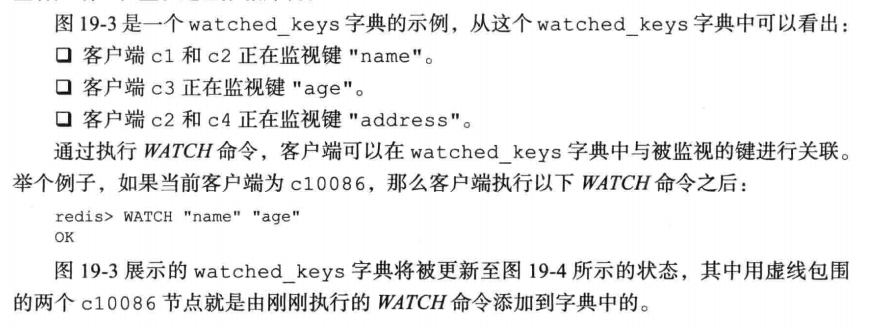 图 19-3 是一个 watched_keys 字典的示例，从这个 watched_keys 字典中可以看出：
❑ 客户端 c1 和 c2 正在监视键 "name"。
❑ 客户端 c3 正在监视键 "age"。
❑ 客户端 c2 和 c4 正在监视键 "address"。
通过执行 WATCH 命令，客户端可以在 watched_keys 字典中与被监视的键进行关联。
举个例子，如果当前客户端为 c10086，那么客户端执行以下 WATCH 命令之后：
redis> WATCH "name" "age"
OK
图 19-3 展示的 watched_keys 字典将被更新至图 19-4 所示的状态，其中用虚线包围
的两个 c10086 节点就是由刚刚执行的 WATCH 命令添加到字典中的。